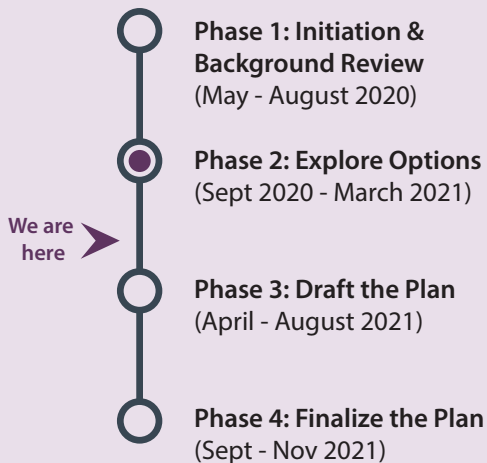 Phase 1: Initiation &
Background Review
(May - August 2020)
Phase 2: Explore Options
(Sept 2020 - March 2021)
We are
here
Phase 3: Draft the Plan
(April - August 2021)
Phase 4: Finalize the Plan
(Sept - Nov 2021)